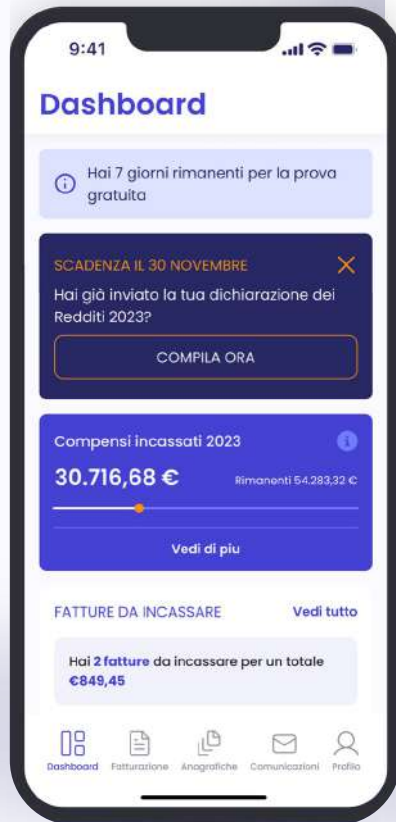 9:41
Dashboard
Hai 7 giorni rimanenti per la prova
gratuita
SCADENZA IL 30 NOVEMBRE
Hai già inviato la tua dichiarazione dei
Redditi 2023?
COMPILA ORA
Compensi incassati 2023
30.716,68 €
Rimanenti 54.283,32 €
Vedi di piu
FATTURE DA INCASSARE
Vedi tutto
Hai 2 fatture da incassare per un totale
€849,45
Dashboard Fatturazione Anagrafiche Comunicazioni Profilo